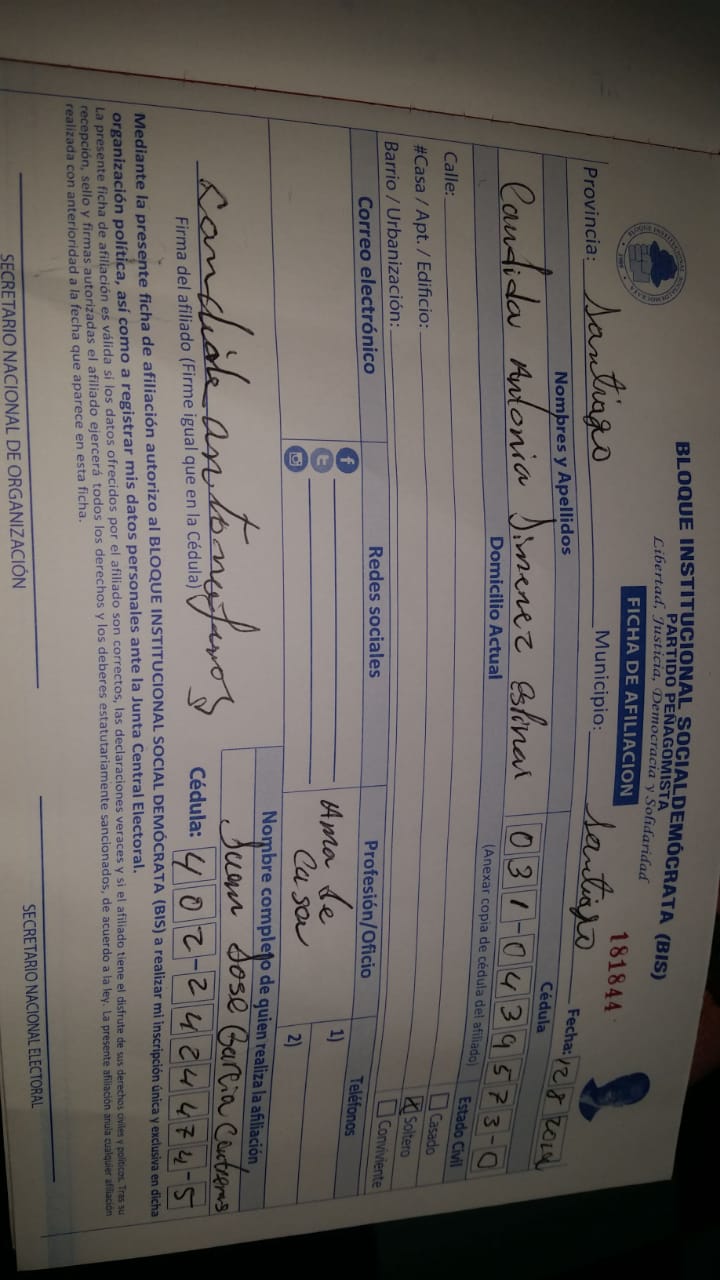 BLOQUE INSTITUCIONAL SOCIALDEMÓCRATA (BIS)
PARTIDO PEÑAGOMISTA
Libertad, Justicia, Democracia y Solidaridad
FICHA DE AFILIACION
181844
Provincia: Santiago Municipio: Santiago Fecha: 128
Nombres y Apellidos Cédula
Candida Antonia Jimenez 031-0439573-0
Domicilio Actual (Anexar copia de cédula del afiliado) Estado Civil
Calle: Casado
#Casa / Apt. / Edificio: Soltero
Barrio / Urbanización: Conviviente
Correo electrónico Redes sociales Profesión/Oficio Teléfonos
Ama de 1)
Casa 2)
Nombre completo de quien realiza la afiliación
Juan Jose Garcia Contreras
Firma del afiliado (Firme igual que en la Cédula) Cédula: 402-2424474-5
Mediante la presente ficha de afiliación autorizo al BLOQUE INSTITUCIONAL SOCIAL DEMÓCRATA (BIS) a realizar mi inscripción única y exclusiva en dicha
organización política, así como a registrar mis datos personales ante la Junta Central Electoral.
La presente ficha de afiliación es válida si los datos ofrecidos por el afiliado son correctos, las declaraciones veraces y si el afiliado tiene el disfrute de sus derechos civiles y políticos. Tras su
recepción, sello y firmas autorizadas el afiliado ejercerá todos los derechos y los deberes estatutariamente sancionados, de acuerdo a la ley. La presente afiliación anula cualquier afiliación
realizada con anterioridad a la fecha que aparece en esta ficha.
SECRETARIO NACIONAL DE ORGANIZACIÓN SECRETARIO NACIONAL ELECTORAL